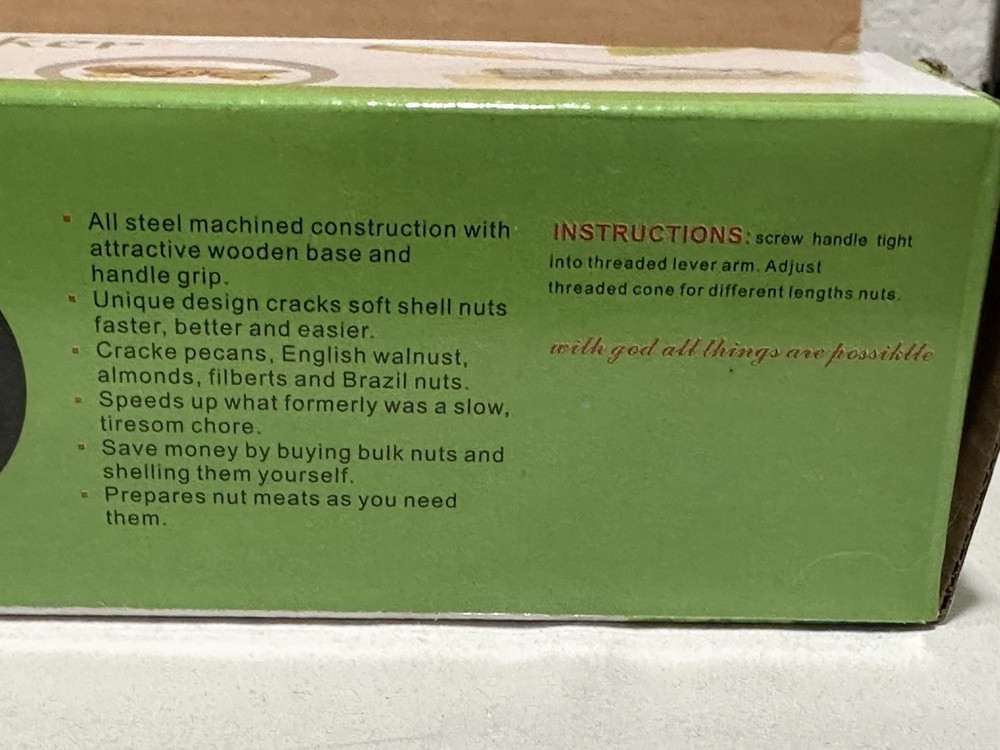 ker
All steel machined construction with
attractive wooden base and
handle grip.
Unique design cracks soft shell nuts
faster, better and easier.
Cracke pecans, English walnust,
almonds, filberts and Brazil nuts.
Speeds up what formerly was a slow,
tiresom chore.
Save money by buying bulk nuts and
shelling them yourself.
Prepares nut meats as you need
them.
INSTRUCTIONS: screw handle tight
into threaded lever arm. Adjust
threaded cone for different lengths nuts.
with god all things are possiklle